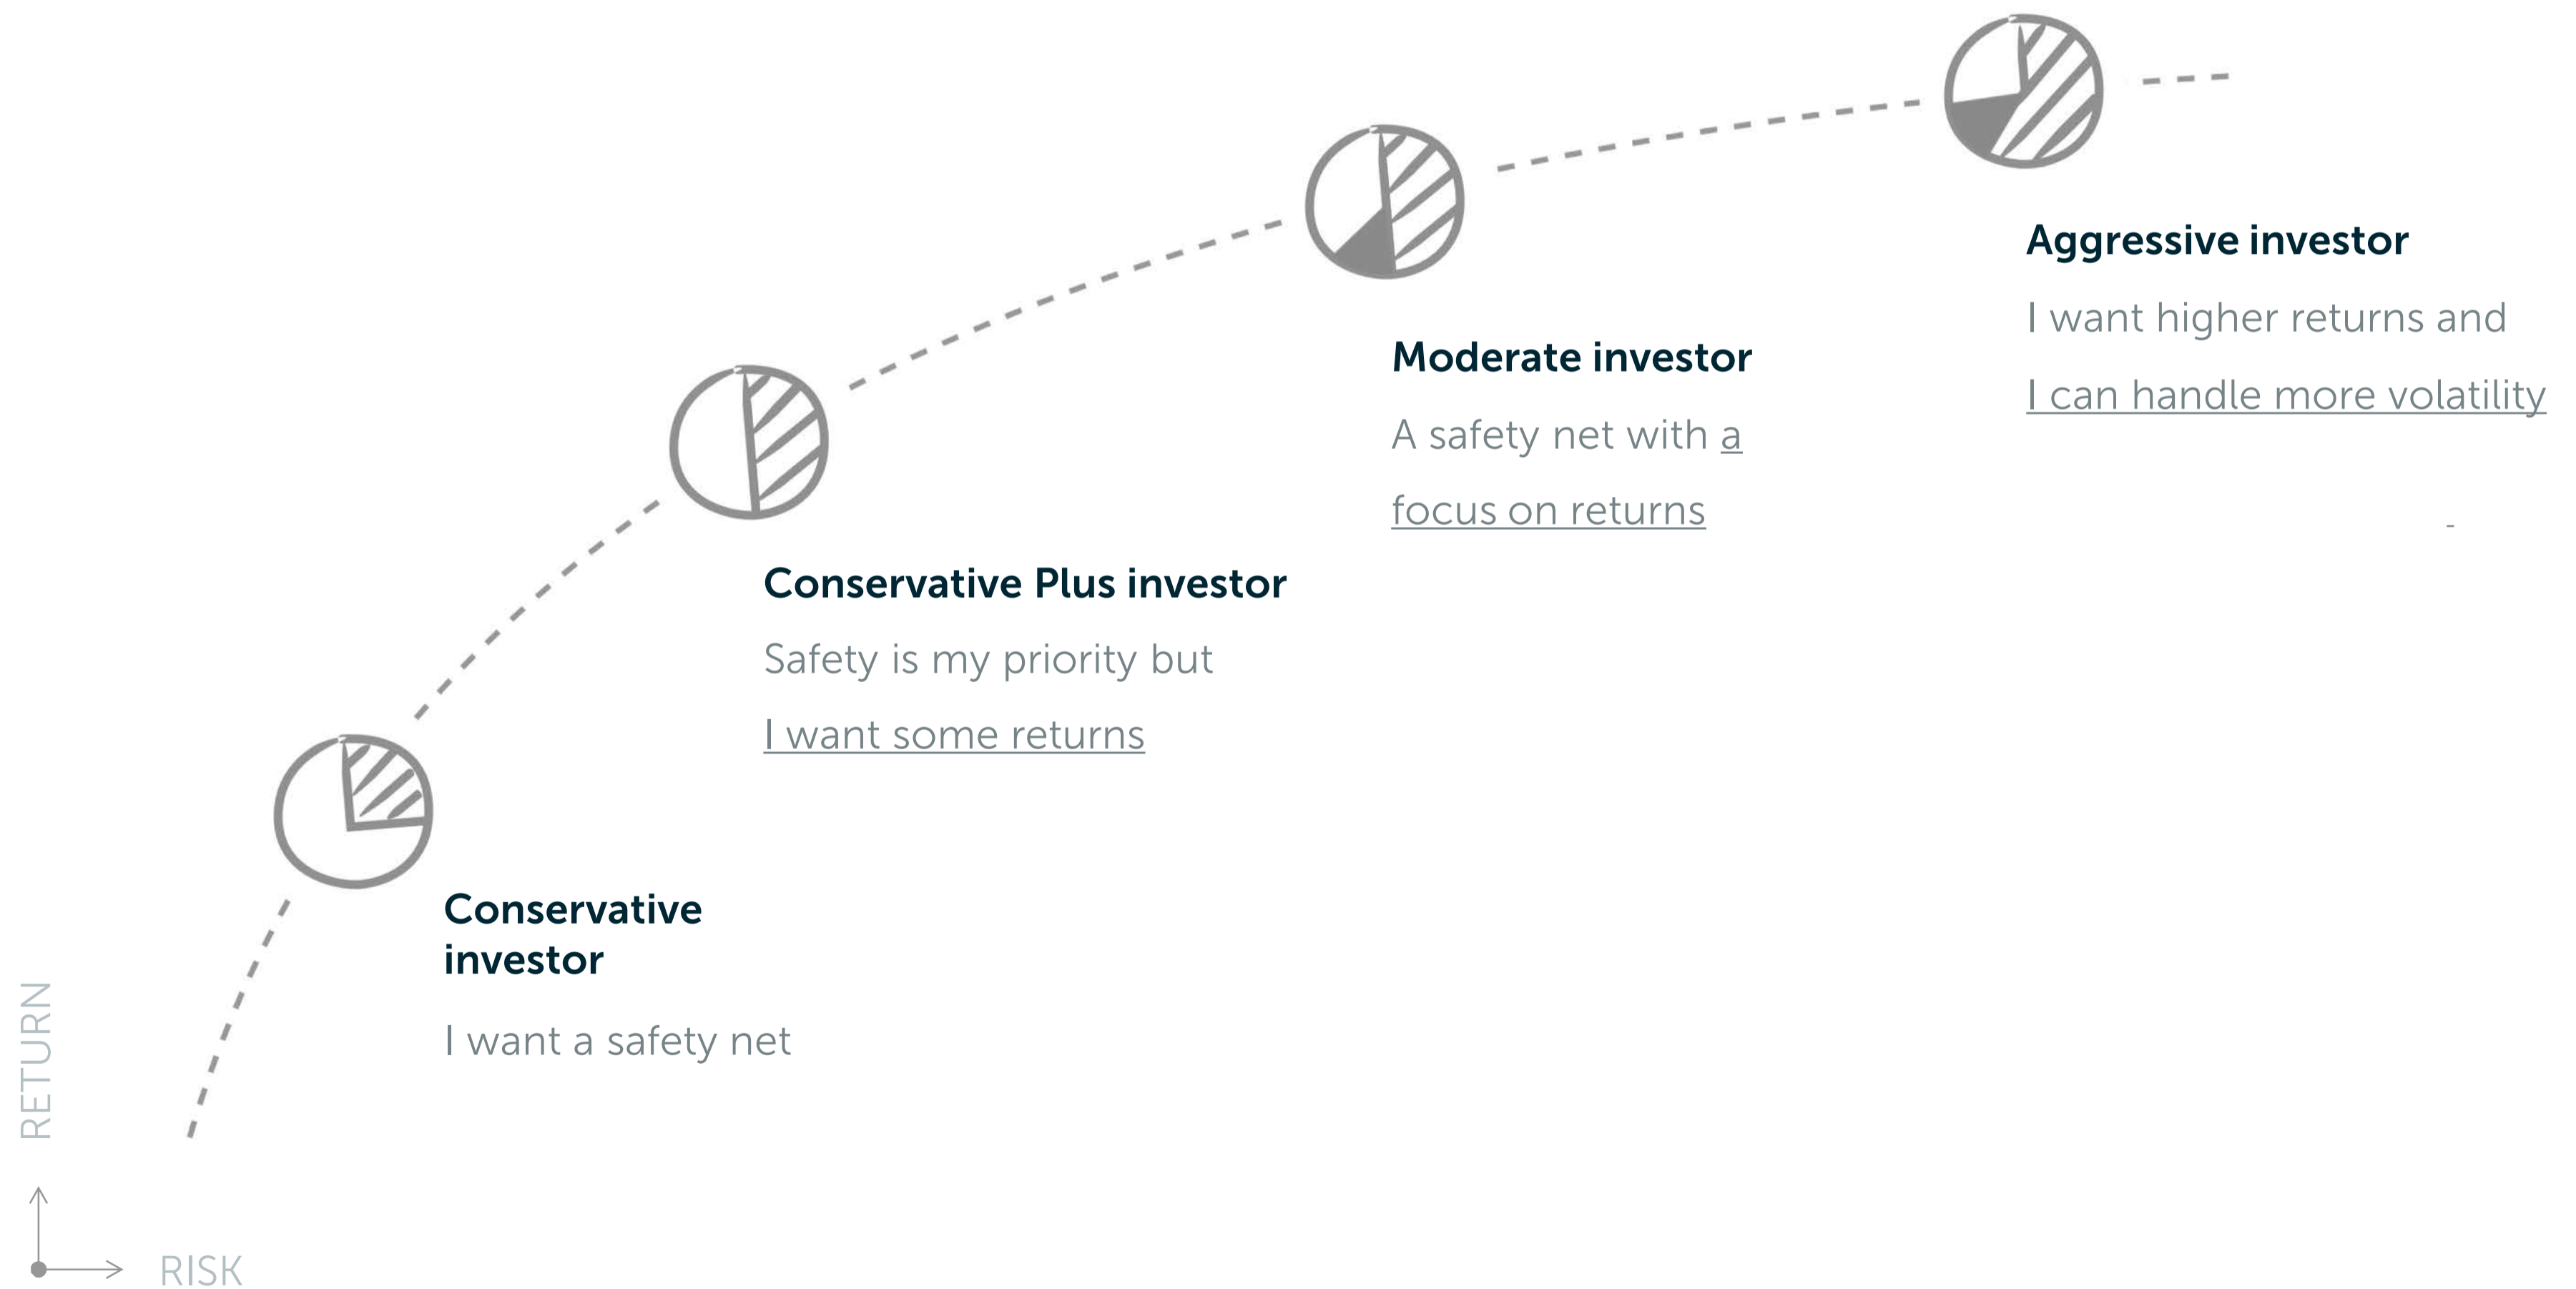 Aggressive investor
I want higher returns and
I can handle more volatility
Moderate investor
A safety net with a
focus on returns
-
Conservative Plus investor
Safety is my priority but
I want some returns
Conservative
investor
I want a safety net
RETURN
RISK